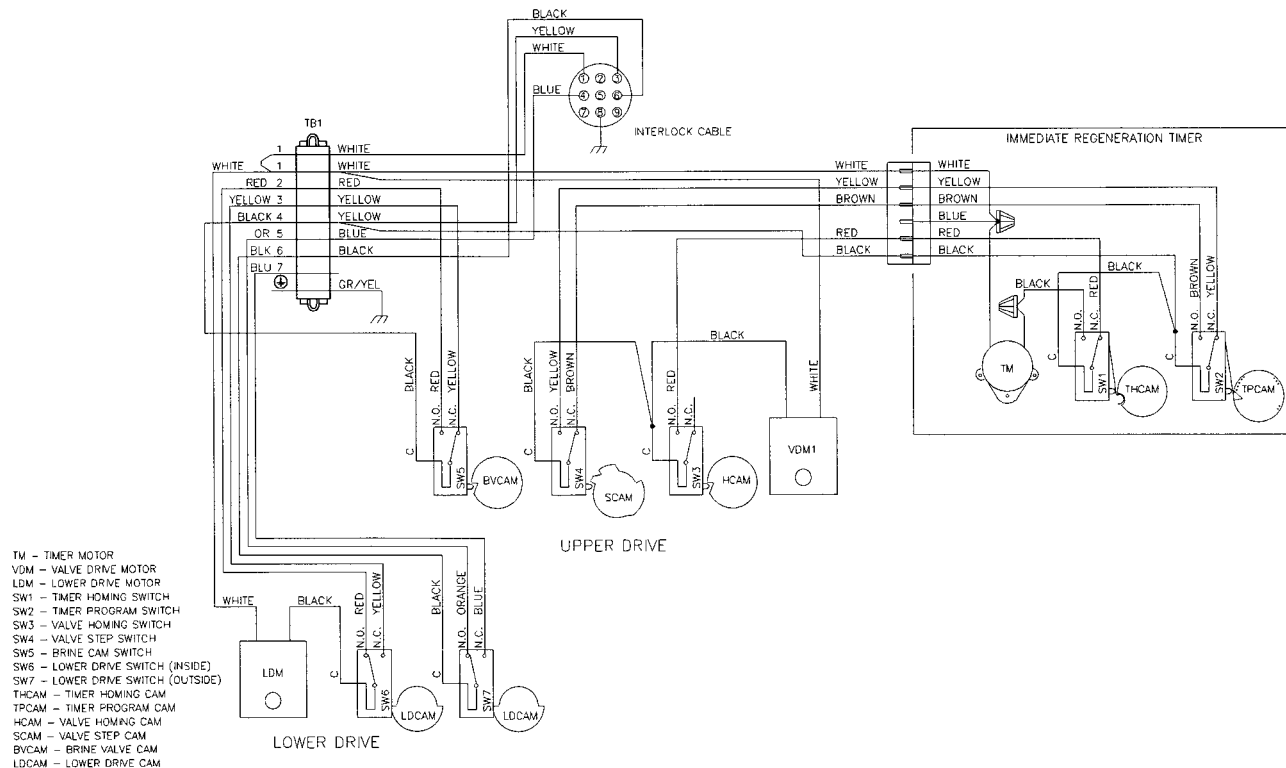 BLACK
YELLOW
WHITE
BLUE
1 2 3
4 5 6
7 8 9
INTERLOCK CABLE
TB1
WHITE
1 WHITE
1 WHITE
RED 2 RED
YELLOW 3 YELLOW
BLACK 4 YELLOW
OR 5 BLUE
BLK 6 BLACK
BLU 7
GR/YEL
IMMEDIATE REGENERATION TIMER
WHITE WHITE
YELLOW YELLOW
BROWN BROWN
BLUE
RED RED
BLACK BLACK
BLACK
BLACK
RED
BROWN
YELLOW
N.O.
N.C.
N.O.
N.C.
C
C
TM
SW1
THCAM
SW2
TPCAM
BLACK
RED
YELLOW
N.O.
N.C.
C
SW5
BVCAM
BLACK
YELLOW
BROWN
N.O.
N.C.
C
SW4
SCAM
BLACK
RED
N.O.
N.C.
C
SW3
HCAM
WHITE
VDM1
UPPER DRIVE
WHITE
BLACK
LDM
RED
YELLOW
N.O.
N.C.
C
SW6
LDCAM
BLACK
ORANGE
BLUE
N.O.
N.C.
C
SW7
LDCAM
LOWER DRIVE
TM – TIMER MOTOR
VDM – VALVE DRIVE MOTOR
LDM – LOWER DRIVE MOTOR
SW1 – TIMER HOMING SWITCH
SW2 – TIMER PROGRAM SWITCH
SW3 – VALVE HOMING SWITCH
SW4 – VALVE STEP SWITCH
SW5 – BRINE CAM SWITCH
SW6 – LOWER DRIVE SWITCH (INSIDE)
SW7 – LOWER DRIVE SWITCH (OUTSIDE)
THCAM – TIMER HOMING CAM
TPCAM – TIMER PROGRAM CAM
HCAM – VALVE HOMING CAM
SCAM – VALVE STEP CAM
BVCAM – BRINE VALVE CAM
LDCAM – LOWER DRIVE CAM